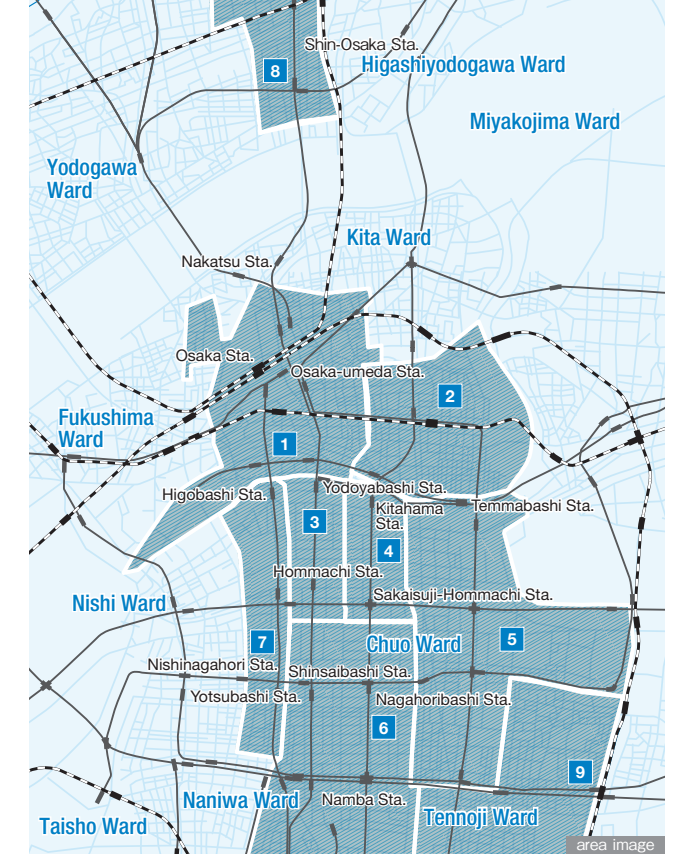 Shin-Osaka Sta.
Higashiyodogawa Ward
8
Miyakojima Ward
Yodogawa
Ward
Kita Ward
Nakatsu Sta.
Osaka Sta.
Osaka-umeda Sta.
2
Fukushima
Ward
1
Yodoyabashi Sta.
Higobashi Sta.
Temmabashi Sta.
Kitahama
Sta.
3
4
Hommachi Sta.
Sakaisuji-Hommachi Sta.
Nishi Ward
7
Chuo Ward
5
Nishinagahori Sta.
Shinsaibashi Sta.
Yotsubashi Sta.
Nagahoribashi Sta.
6
9
Naniwa Ward
Namba Sta.
Tennoji Ward
Taisho Ward
area image